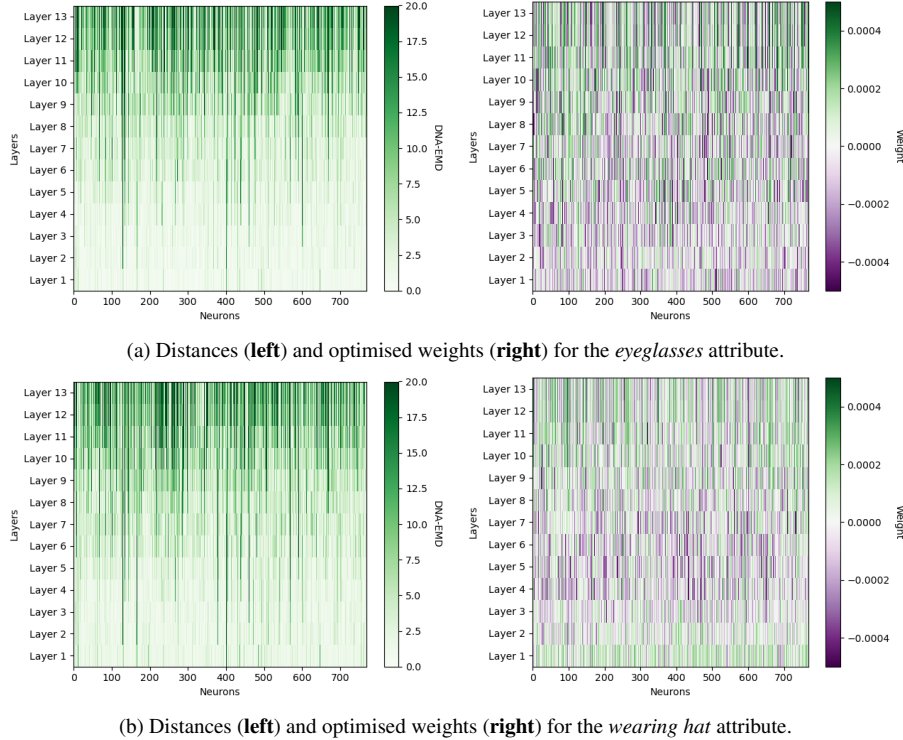 Layer 13
Layer 12
Layer 11
Layer 10
Layer 9
Layer 8
Layer 7
Layer 6
Layer 5
Layer 4
Layer 3
Layer 2
Layer 1
Layers
0 100 200 300 400 500 600 700
Neurons
20.0
17.5
15.0
12.5
10.0
7.5
5.0
2.5
0.0
DNA-EMD
Layer 13
Layer 12
Layer 11
Layer 10
Layer 9
Layer 8
Layer 7
Layer 6
Layer 5
Layer 4
Layer 3
Layer 2
Layer 1
Layers
0 100 200 300 400 500 600 700
Neurons
0.0004
0.0002
0.0000
−0.0002
−0.0004
Weight
(a) Distances (left) and optimised weights (right) for the eyeglasses attribute.
Layer 13
Layer 12
Layer 11
Layer 10
Layer 9
Layer 8
Layer 7
Layer 6
Layer 5
Layer 4
Layer 3
Layer 2
Layer 1
Layers
0 100 200 300 400 500 600 700
Neurons
20.0
17.5
15.0
12.5
10.0
7.5
5.0
2.5
0.0
DNA-EMD
Layer 13
Layer 12
Layer 11
Layer 10
Layer 9
Layer 8
Layer 7
Layer 6
Layer 5
Layer 4
Layer 3
Layer 2
Layer 1
Layers
0 100 200 300 400 500 600 700
Neurons
0.0004
0.0002
0.0000
−0.0002
−0.0004
Weight
(b) Distances (left) and optimised weights (right) for the wearing hat attribute.